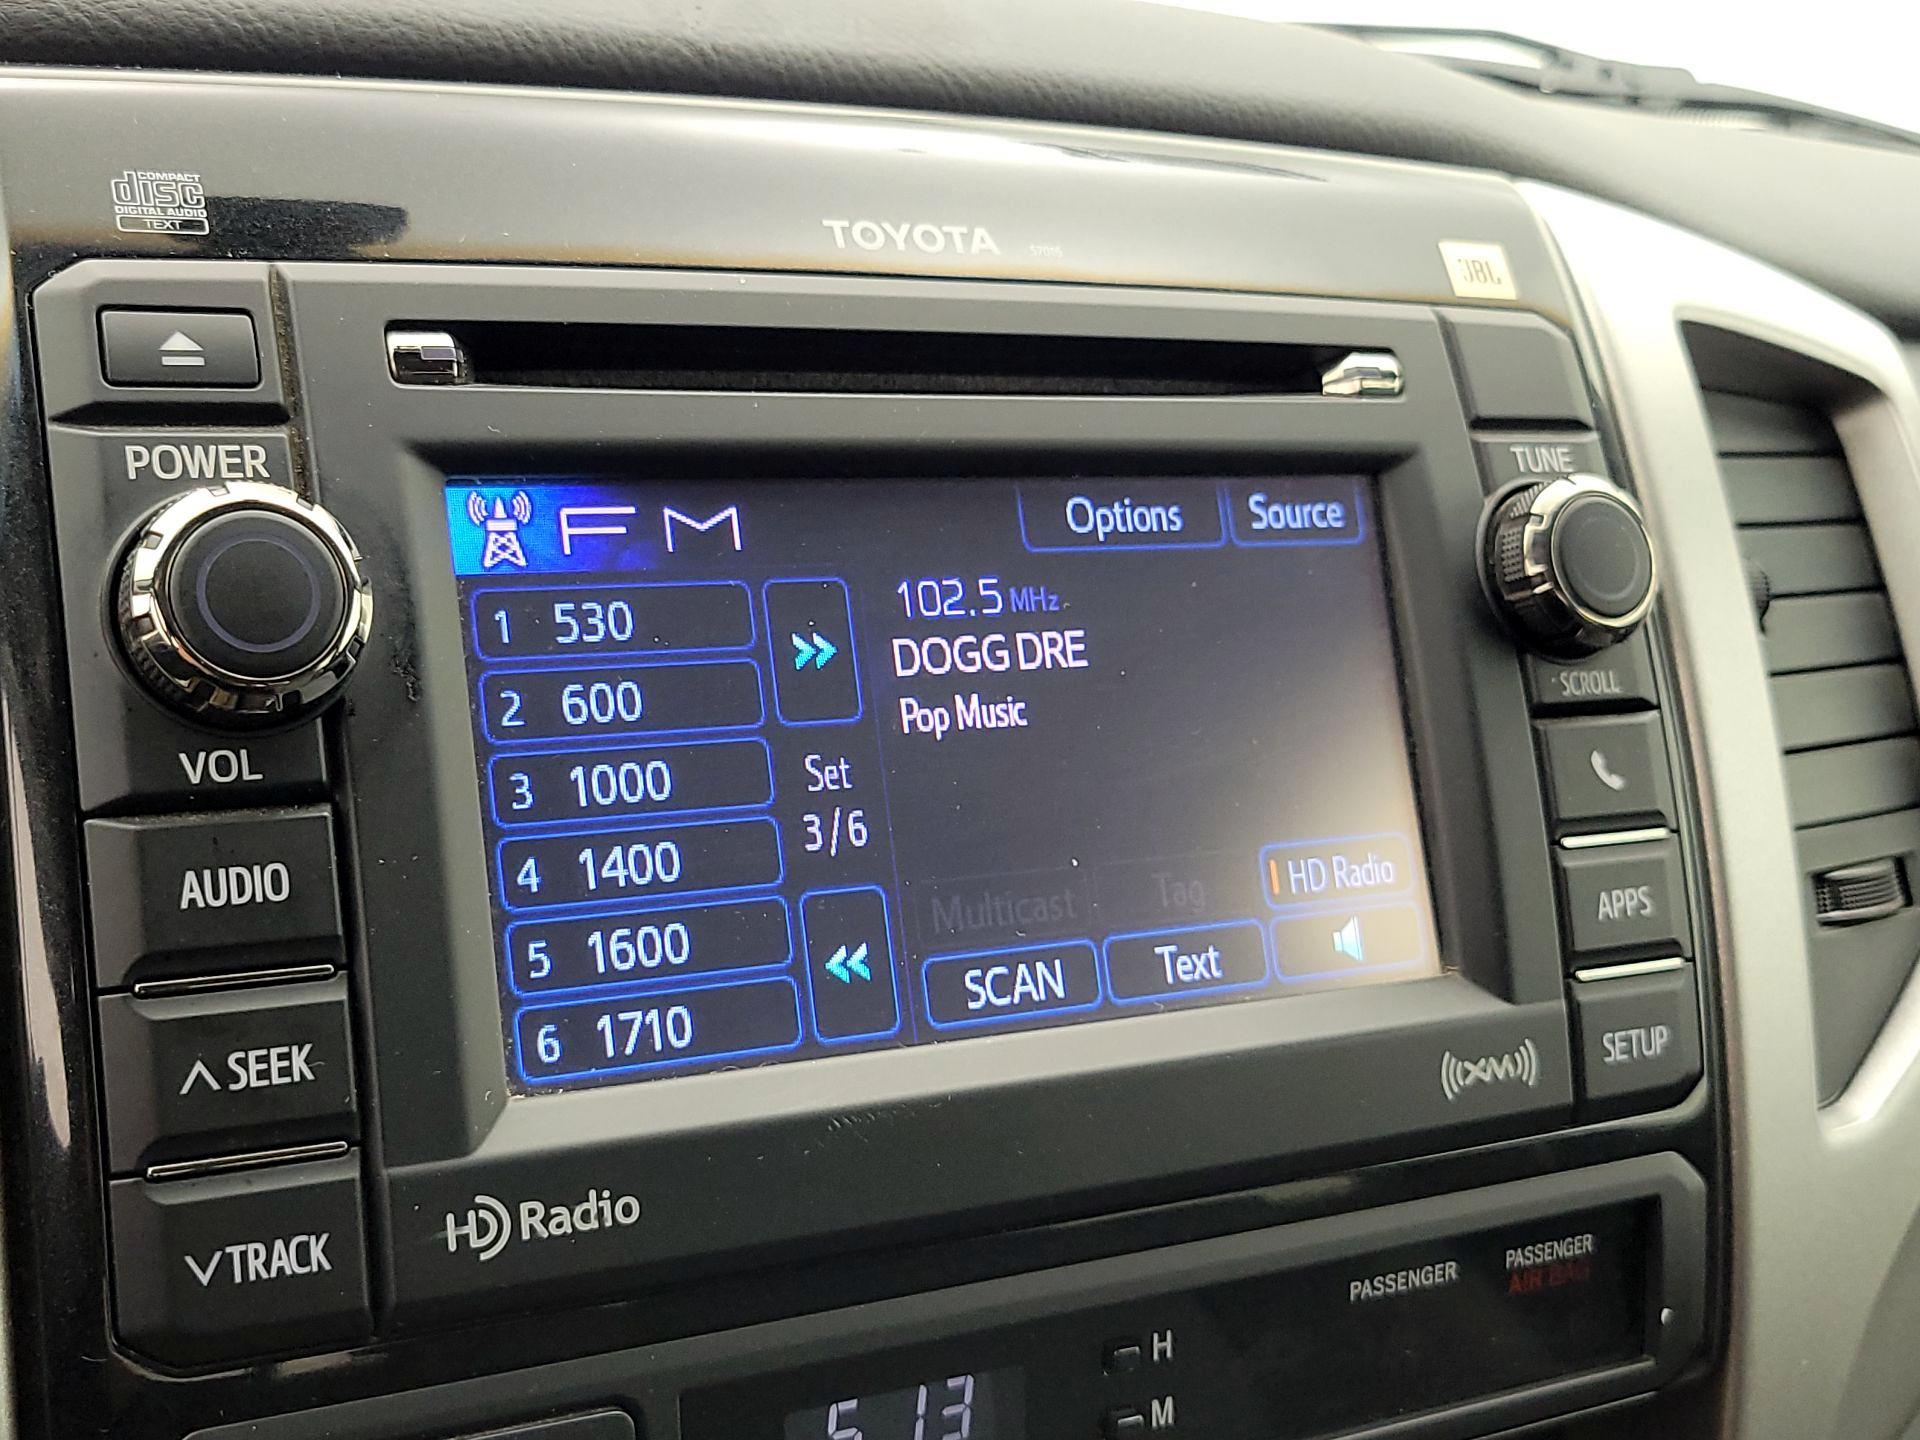 COMPACT
disc
DIGITAL AUDIO
TEXT
TOYOTA
57016
JBL
POWER
VOL
AUDIO
SEEK
TRACK
TUNE
SCROLL
APPS
SETUP
FM
Options
Source
1 530
2 600
3 1000
4 1400
5 1600
6 1710
Set
3/6
102.5 MHz
DOGG DRE
Pop Music
Multicast
Tag
HD Radio
SCAN
Text
XM
HD Radio
PASSENGER
PASSENGER
AIR BAG
H
M
5 13